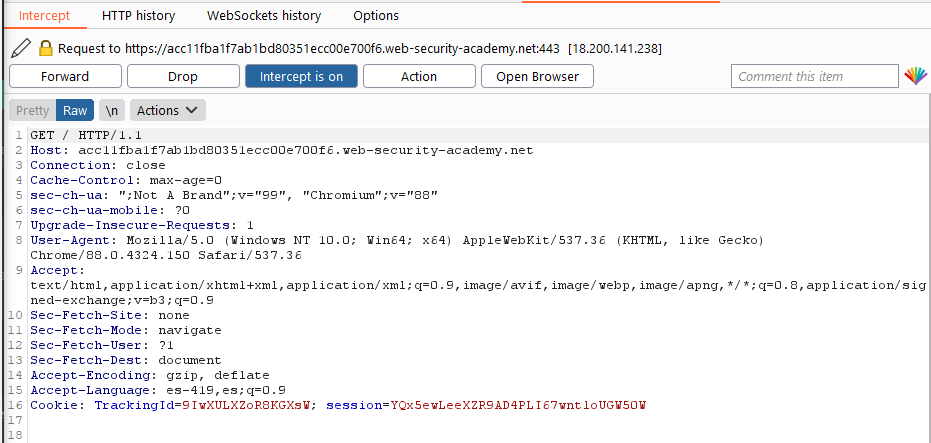 Intercept HTTP history WebSockets history Options
Request to https://acc11fba1f7ab1bd80351ecc00e700f6.web-security-academy.net:443 [18.200.141.238]
Forward Drop Intercept is on Action Open Browser Comment this item
Pretty Raw \n Actions
1 GET / HTTP/1.1
2 Host: acc11fba1f7ab1bd80351ecc00e700f6.web-security-academy.net
3 Connection: close
4 Cache-Control: max-age=0
5 sec-ch-ua: ";Not A Brand";v="99", "Chromium";v="88"
6 sec-ch-ua-mobile: ?0
7 Upgrade-Insecure-Requests: 1
8 User-Agent: Mozilla/5.0 (Windows NT 10.0; Win64; x64) AppleWebKit/537.36 (KHTML, like Gecko)
Chrome/88.0.4324.150 Safari/537.36
9 Accept:
text/html,application/xhtml+xml,application/xml;q=0.9,image/avif,image/webp,image/apng,*/*;q=0.8,application/sig
ned-exchange;v=b3;q=0.9
10 Sec-Fetch-Site: none
11 Sec-Fetch-Mode: navigate
12 Sec-Fetch-User: ?1
13 Sec-Fetch-Dest: document
14 Accept-Encoding: gzip, deflate
15 Accept-Language: es-419,es;q=0.9
16 Cookie: TrackingId=9IwXULXZoR8KGXsW; session=YQx5ewLeeXZR9AD4PLI67wntloUGW50W
17
18